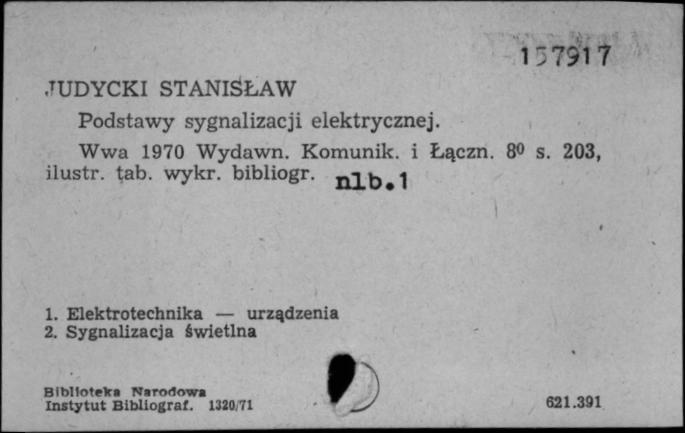 157917
JUDYCKI STANISŁAW
Podstawy sygnalizacji elektrycznej.
Wwa 1970 Wydawn. Komunik. i Łączn. 8⁰ s. 203,
ilustr. tab. wykr. bibliogr. nlb.1
1. Elektrotechnika — urządzenia
2. Sygnalizacja świetlna
Biblioteka Narodowa
Instytut Bibliograf. 1320/71
621.391